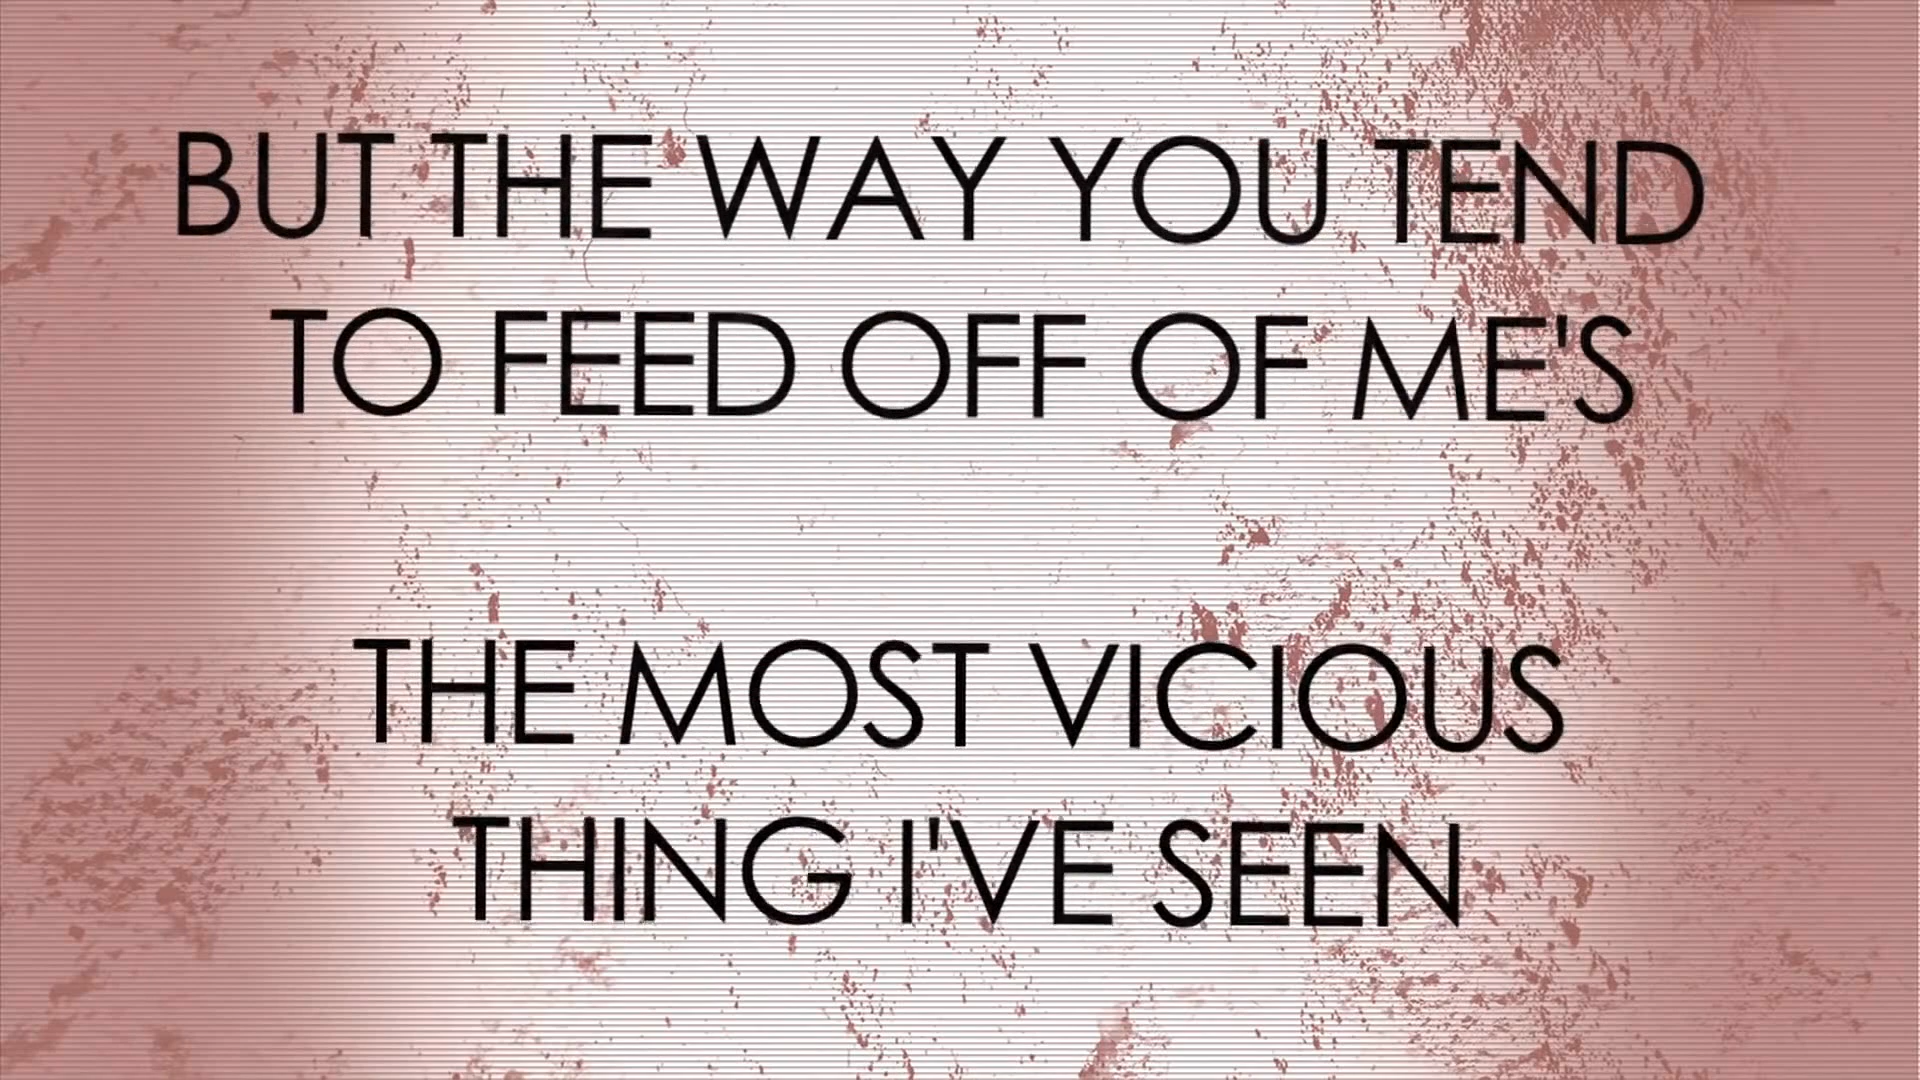 BUT THE WAY YOU TEND
TO FEED OFF OF ME'S
THE MOST VICIOUS
THING I'VE SEEN